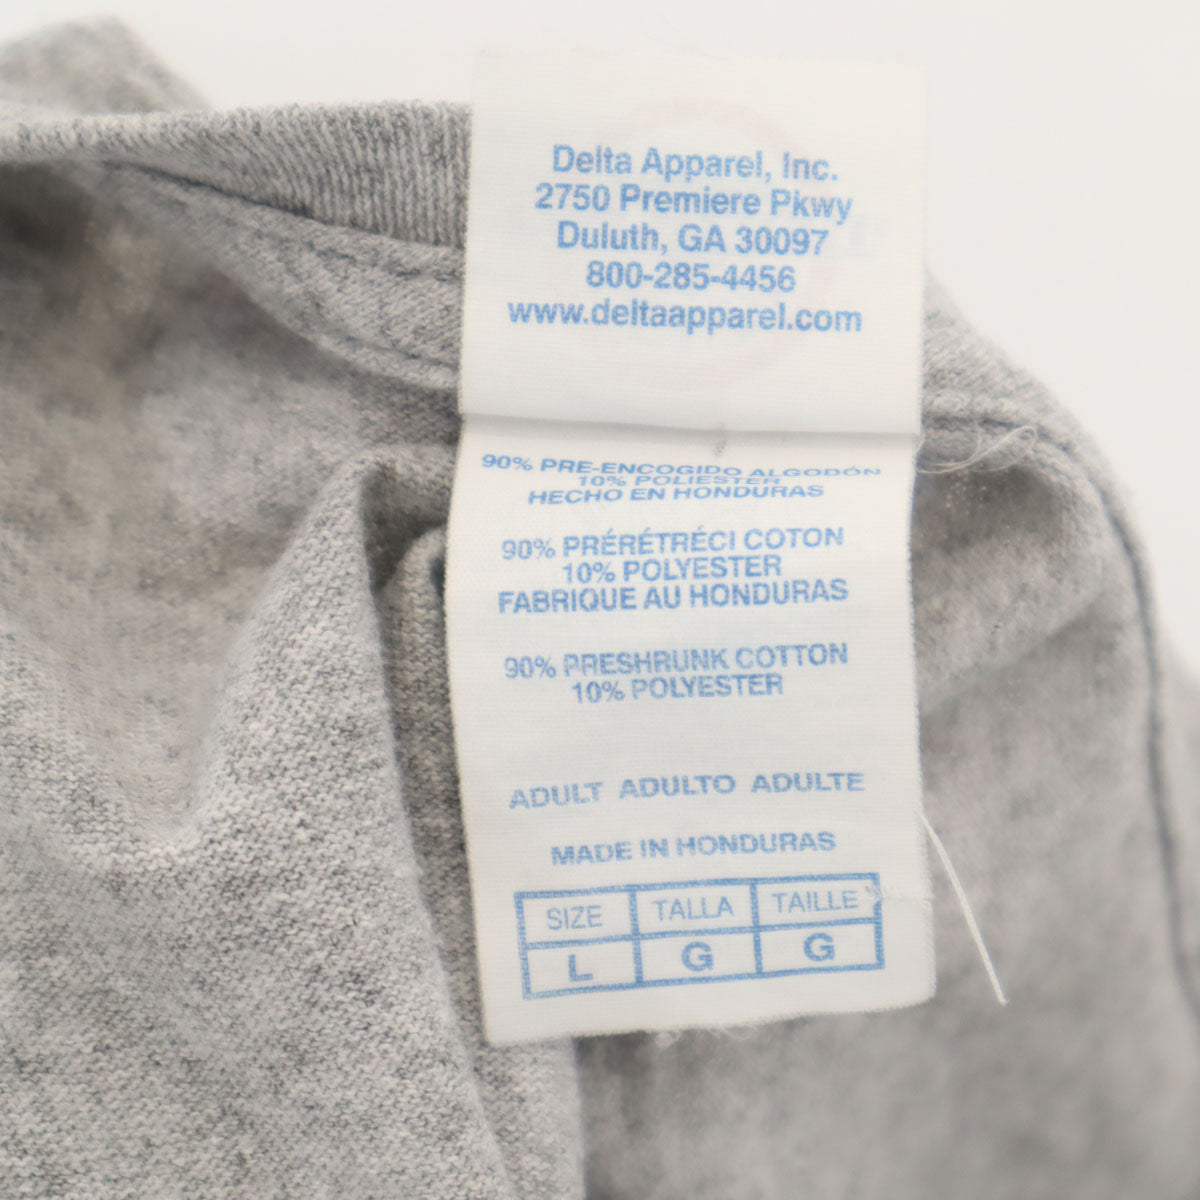 Delta Apparel, Inc.
2750 Premiere Pkwy
Duluth, GA 30097
800-285-4456
www.deltaapparel.com
90% PRE-ENCOGIDO ALGODÓN
10% POLIESTER
HECHO EN HONDURAS
90% PRÉRÉTRÉCI COTON
10% POLYESTER
FABRIQUE AU HONDURAS
90% PRESHRUNK COTTON
10% POLYESTER
ADULT ADULTO ADULTE
MADE IN HONDURAS
SIZE TALLA TAILLE
L G G